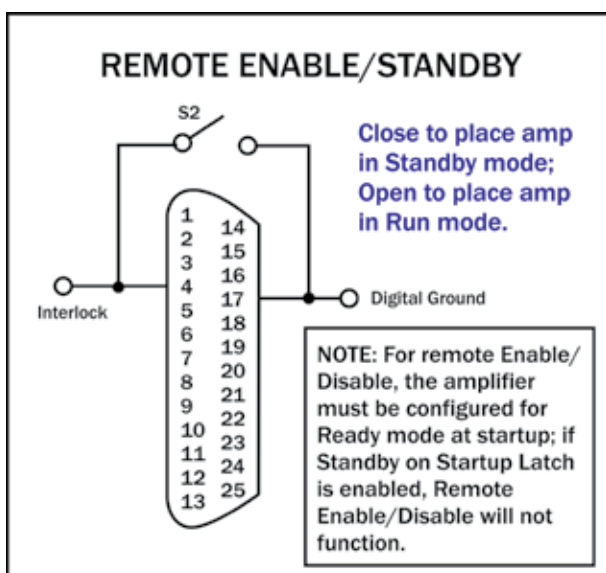 REMOTE ENABLE/STANDBY
S2
Close to place amp
in Standby mode;
Open to place amp
in Run mode.
1
2
3
4
5
6
7
8
9
10
11
12
13
14
15
16
17
18
19
20
21
22
23
24
25
Interlock
Digital Ground
NOTE: For remote Enable/
Disable, the amplifier
must be configured for
Ready mode at startup; if
Standby on Startup Latch
is enabled, Remote
Enable/Disable will not
function.